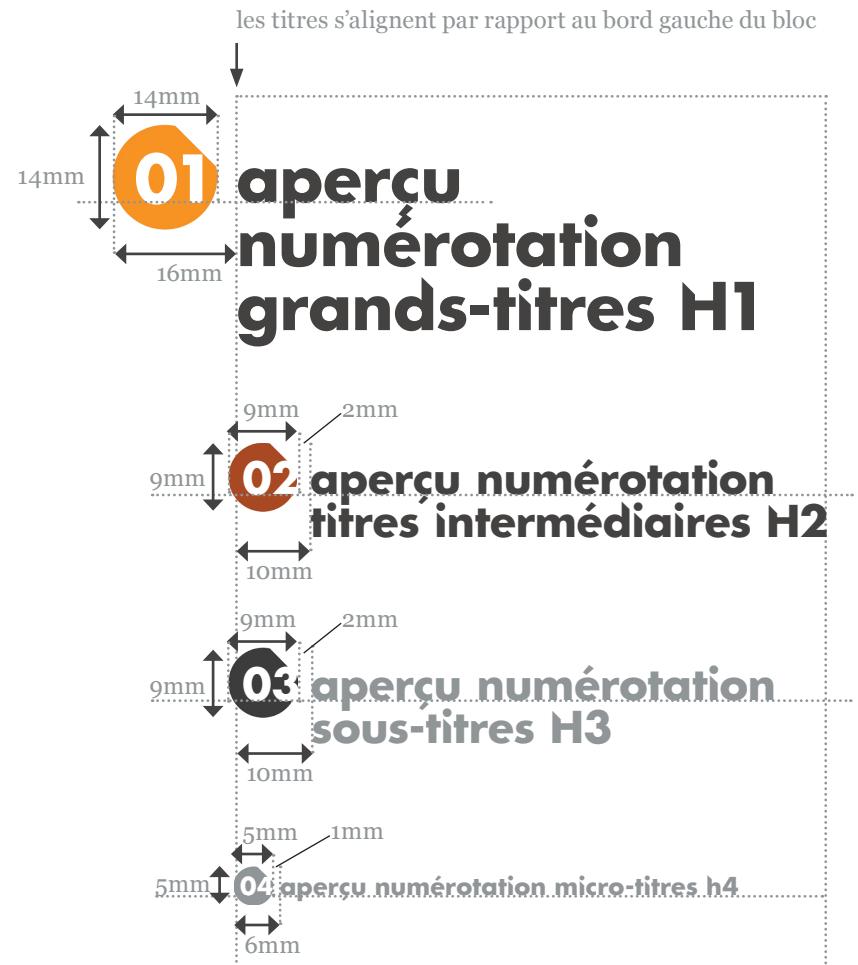 les titres s’alignent par rapport au bord gauche du bloc
14mm
14mm
01 aperçu
numérotation
grands-titres H1
16mm
9mm
2mm
9mm
02 aperçu numérotation
titres intermédiaires H2
10mm
9mm
2mm
9mm
03 aperçu numérotation
sous-titres H3
10mm
5mm
1mm
5mm
04 aperçu numérotation micro-titres h4
6mm